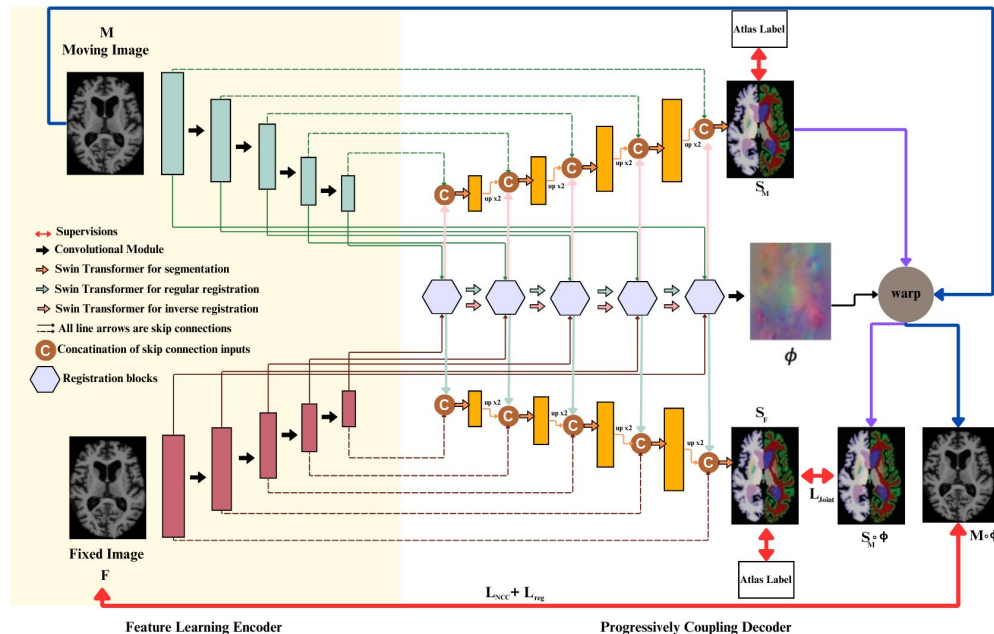 M
Moving Image
Atlas Label
C
C
C
C
C
up x2
up x2
up x2
up x2
S_M
Supervisions
Convolutional Module
Swin Transformer for segmentation
Swin Transformer for regular registration
Swin Transformer for inverse registration
All line arrows are skip connections
C Concatination of skip connection inputs
Registration blocks
warp
ϕ
C
C
C
C
C
up x2
up x2
up x2
up x2
S_F
L_Joint
S_M∘ϕ
M∘ϕ
Fixed Image
F
Atlas Label
L_NCC + L_reg
Feature Learning Encoder
Progressively Coupling Decoder